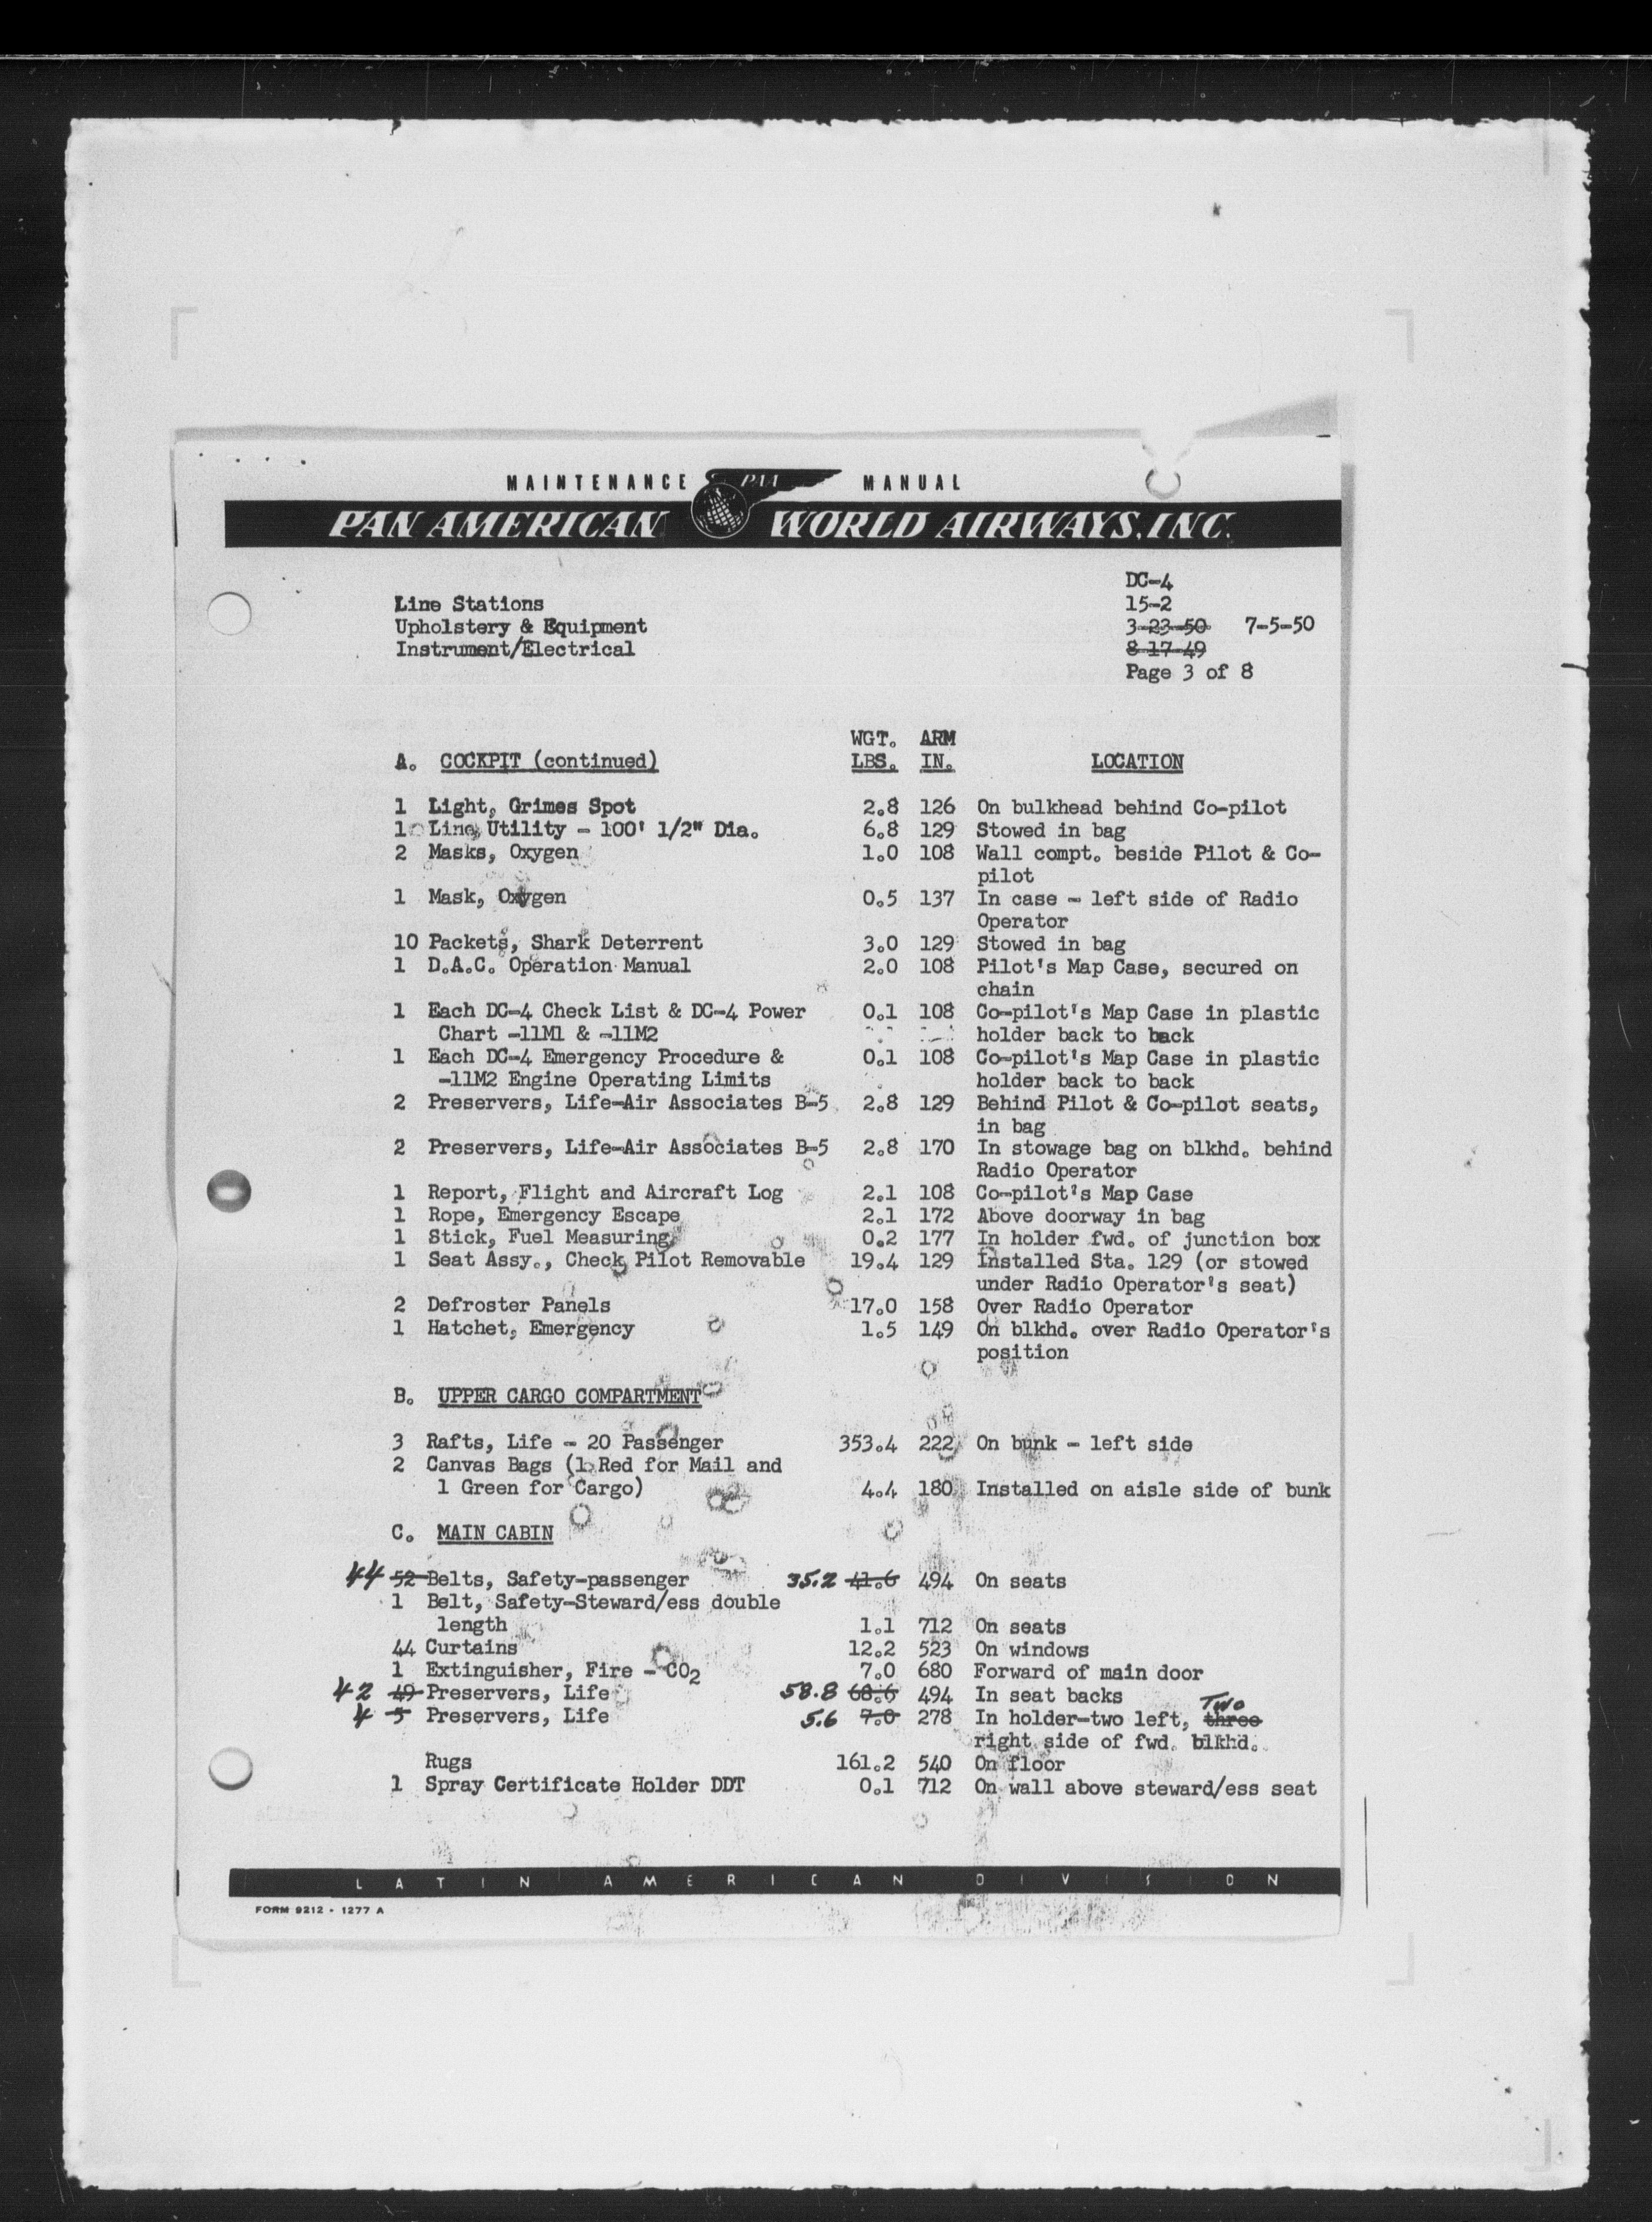 MAINTENANCE PAA MANUAL
PAN AMERICAN WORLD AIRWAYS, INC.
DC-4
Line Stations 15-2
Upholstery & Equipment 3-23-50 7-5-50
Instrument/Electrical 8-17-49
Page 3 of 8
WGT. ARM
A. COCKPIT (continued) LBS. IN. LOCATION
1 Light, Grimes Spot 2.8 126 On bulkhead behind Co-pilot
1 Line, Utility - 100' 1/2" Dia. 6.8 129 Stowed in bag
2 Masks, Oxygen 1.0 108 Wall compt. beside Pilot & Co-
pilot
1 Mask, Oxygen 0.5 137 In case - left side of Radio
Operator
10 Packets, Shark Deterrent 3.0 129 Stowed in bag
1 D.A.C. Operation Manual 2.0 108 Pilot's Map Case, secured on
chain
1 Each DC-4 Check List & DC-4 Power 0.1 108 Co-pilot's Map Case in plastic
Chart -11M1 & -11M2 holder back to back
1 Each DC-4 Emergency Procedure & 0.1 108 Co-pilot's Map Case in plastic
-11M2 Engine Operating Limits holder back to back
2 Preservers, Life-Air Associates B-5 2.8 129 Behind Pilot & Co-pilot seats,
in bag
2 Preservers, Life-Air Associates B-5 2.8 170 In stowage bag on blkhd. behind
Radio Operator
1 Report, Flight and Aircraft Log 2.1 108 Co-pilot's Map Case
1 Rope, Emergency Escape 2.1 172 Above doorway in bag
1 Stick, Fuel Measuring 0.2 177 In holder fwd. of junction box
1 Seat Assy., Check Pilot Removable 19.4 129 Installed Sta. 129 (or stowed
under Radio Operator's seat)
2 Defroster Panels 17.0 158 Over Radio Operator
1 Hatchet, Emergency 1.5 149 On blkhd. over Radio Operator's
position
B. UPPER CARGO COMPARTMENT
3 Rafts, Life - 20 Passenger 353.4 222 On bunk - left side
2 Canvas Bags (1 Red for Mail and
1 Green for Cargo) 4.4 180 Installed on aisle side of bunk
C. MAIN CABIN
44 52 Belts, Safety-passenger 35.2 41.6 494 On seats
1 Belt, Safety-Steward/ess double
length 1.1 712 On seats
44 Curtains 12.2 523 On windows
1 Extinguisher, Fire - CO2 7.0 680 Forward of main door
42 49 Preservers, Life 58.8 68.6 494 In seat backs
Two
4 5 Preservers, Life 5.6 7.0 278 In holder-two left, three
right side of fwd. blkhd.
Rugs 161.2 540 On floor
1 Spray Certificate Holder DDT 0.1 712 On wall above steward/ess seat
LATIN AMERICAN DIVISION
FORM 9212 - 1277 A